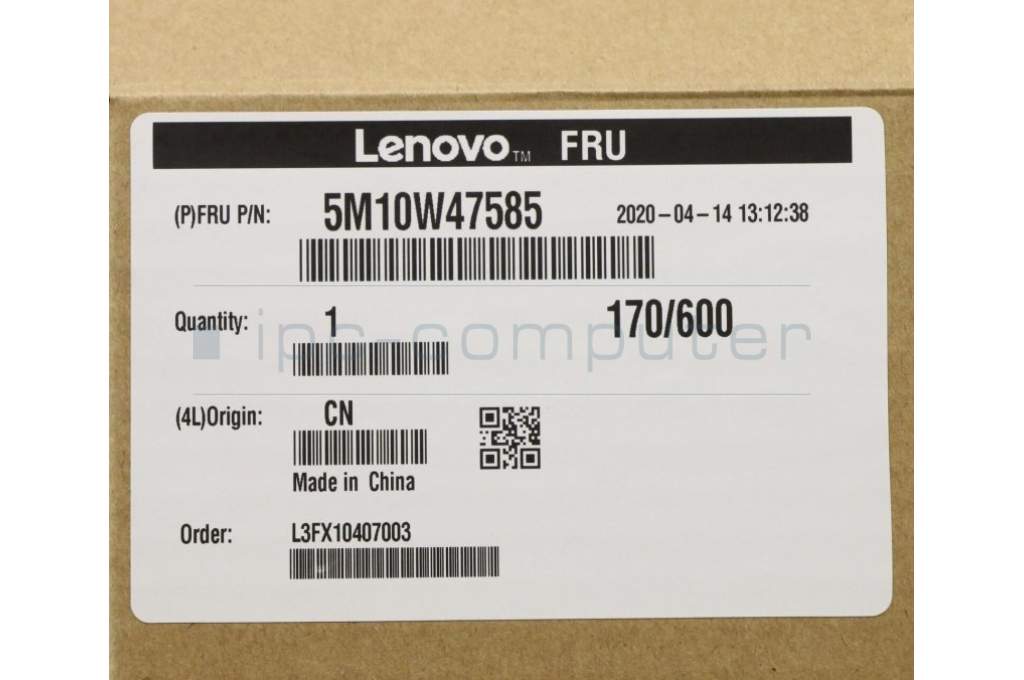 Lenovo™ FRU
(P)FRU P/N: 5M10W47585 2020-04-14 13:12:38
Quantity: 1 170/600
ipc-computer
(4L)Origin: CN
Made in China
Order: L3FX10407003